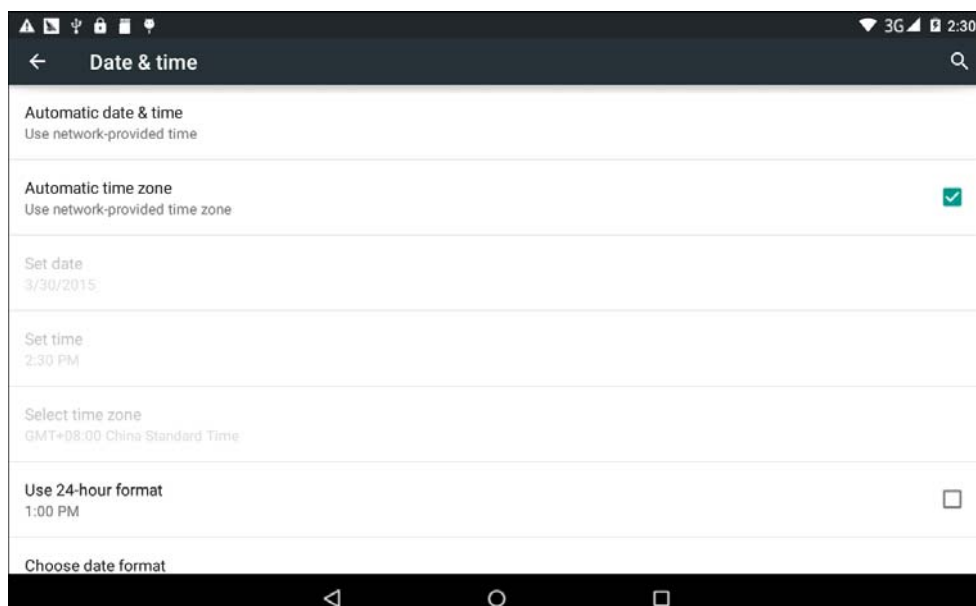 3G 2:30
Date & time
Automatic date & time
Use network-provided time
Automatic time zone
Use network-provided time zone
Set date
3/30/2015
Set time
2:30 PM
Select time zone
GMT+08:00 China Standard Time
Use 24-hour format
1:00 PM
Choose date format